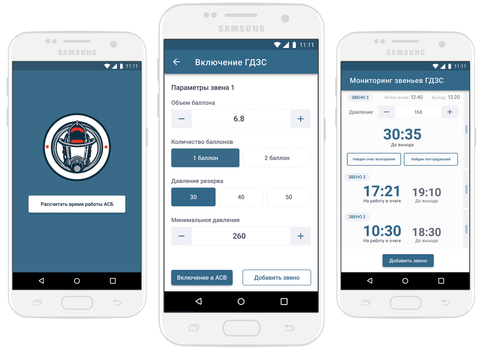 SAMSUNG
11:11
Рассчитать время работы АСВ
SAMSUNG
11:11
Включение ГДЗС
Параметры звена 1
Объем баллона
− 6.8 +
Количество баллонов
1 баллон 2 баллон
Давление резерва
30 40 50
Минимальное давление
− 260 +
Включение в АСВ Добавить звено
SAMSUNG
11:11
Мониторинг звеньев ГДЗС
ЗВЕНО 2 Включение: 12:40 Выход: 13:20
Давление − 168 +
30:35
До выхода
Найден очаг возгорания Найден пострадавший
ЗВЕНО 2
17:21 19:10
На работу в очаге До выхода
ЗВЕНО 2
10:30 18:30
На работу в очаге До выхода
Добавить звено